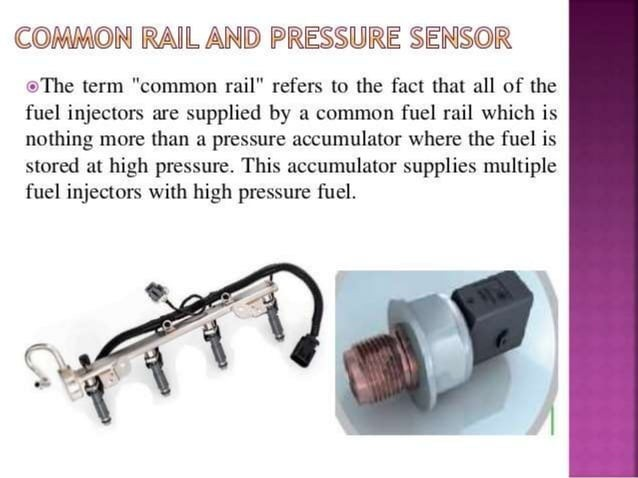 COMMON RAIL AND PRESSURE SENSOR
The term "common rail" refers to the fact that all of the
fuel injectors are supplied by a common fuel rail which is
nothing more than a pressure accumulator where the fuel is
stored at high pressure. This accumulator supplies multiple
fuel injectors with high pressure fuel.